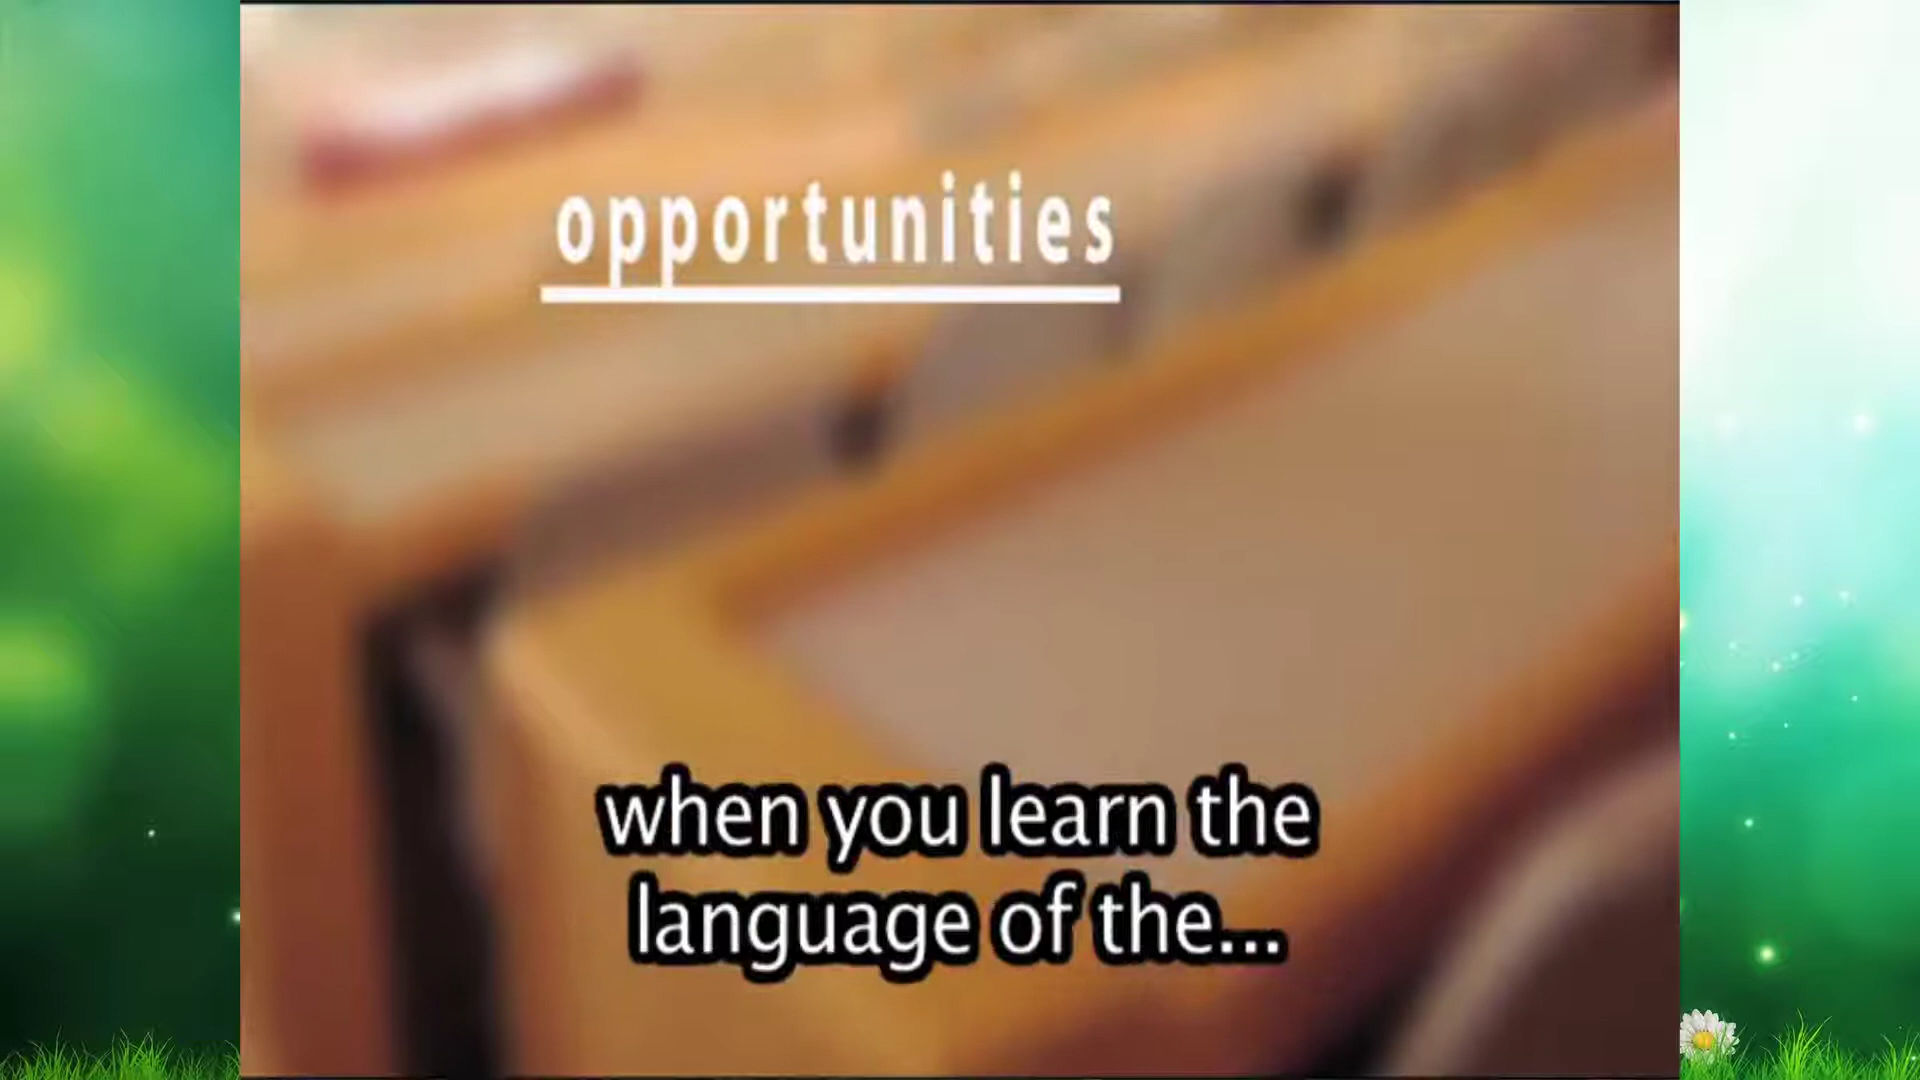 opportunities
when you learn the
language of the...